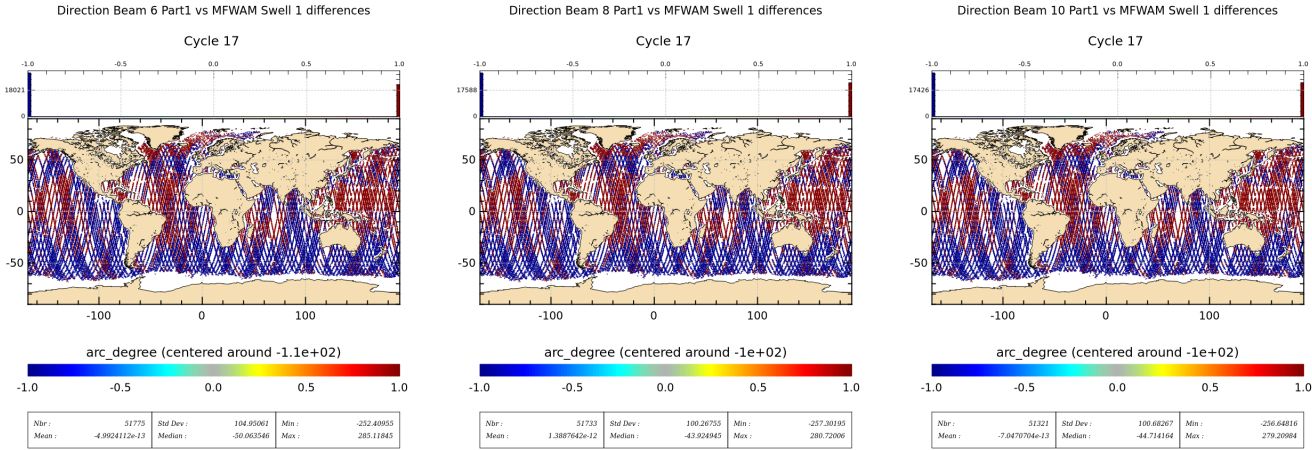 Direction Beam 6 Part1 vs MFWAM Swell 1 differences
Cycle 17
-1.0 -0.5 0.0 0.5 1.0
18021
0
50
0
-50
-100 0 100
arc_degree (centered around -1.1e+02)
-1.0 -0.5 0.0 0.5 1.0
Nbr : 51775 Std Dev : 104.95061 Min : -252.40955
Mean : -4.9924112e-13 Median : -50.063546 Max : 285.11845
Direction Beam 8 Part1 vs MFWAM Swell 1 differences
Cycle 17
-1.0 -0.5 0.0 0.5 1.0
17588
0
50
0
-50
-100 0 100
arc_degree (centered around -1e+02)
-1.0 -0.5 0.0 0.5 1.0
Nbr : 51733 Std Dev : 100.26755 Min : -257.30195
Mean : 1.3887642e-12 Median : -43.924945 Max : 280.72006
Direction Beam 10 Part1 vs MFWAM Swell 1 differences
Cycle 17
-1.0 -0.5 0.0 0.5 1.0
17426
0
50
0
-50
-100 0 100
arc_degree (centered around -1e+02)
-1.0 -0.5 0.0 0.5 1.0
Nbr : 51321 Std Dev : 100.68267 Min : -256.64816
Mean : -7.0470704e-13 Median : -44.714164 Max : 279.20984